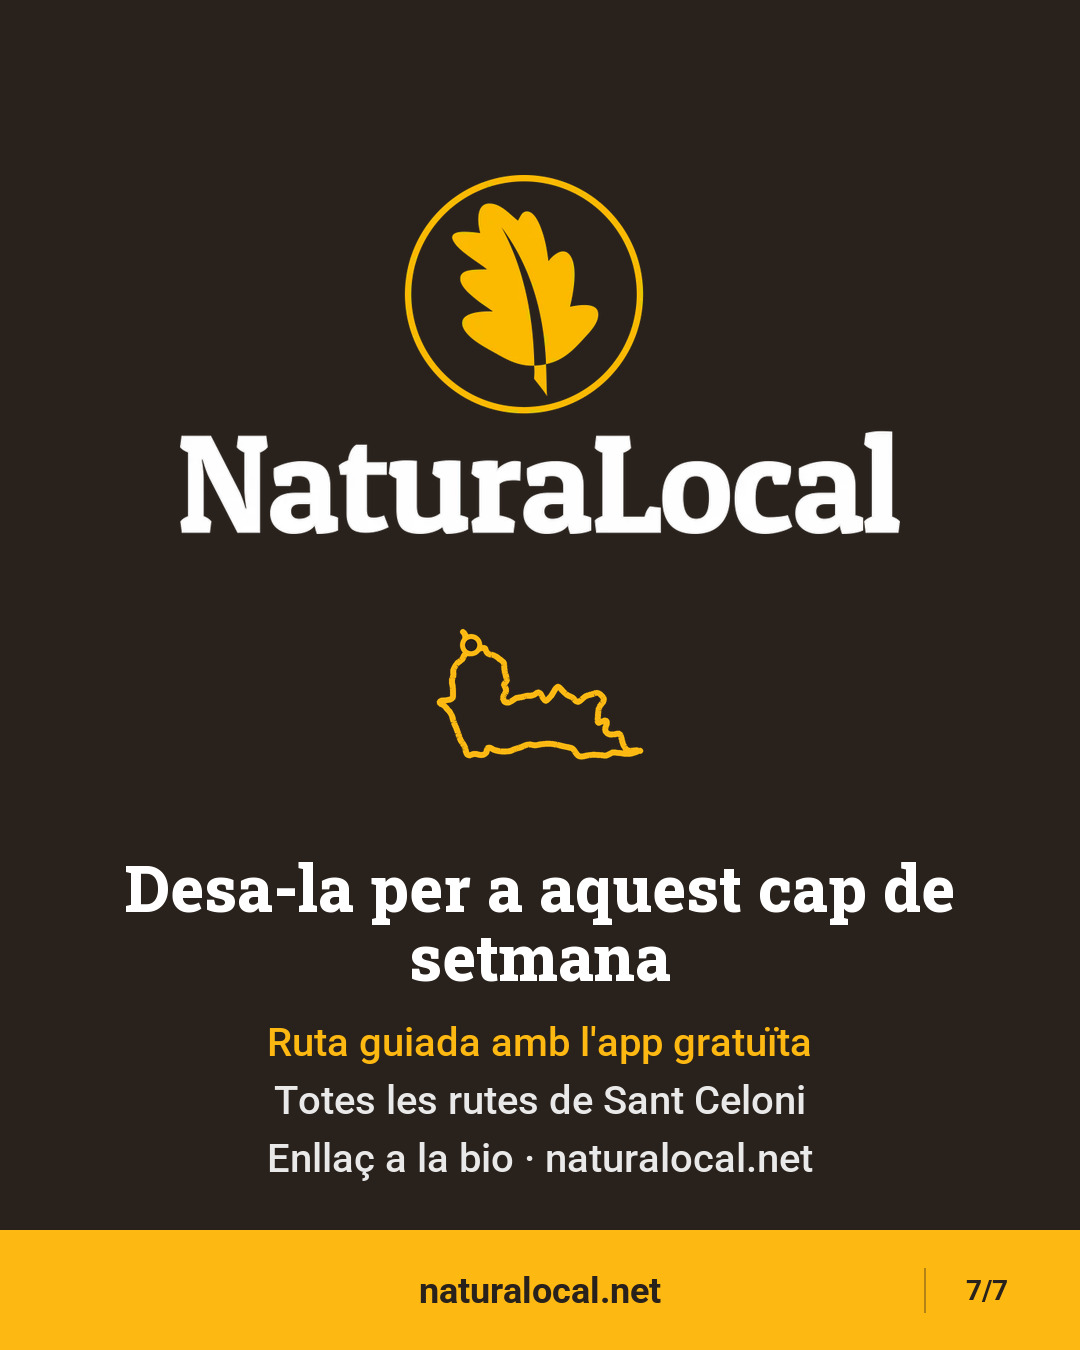 NaturaLocal
Desa-la per a aquest cap de
setmana
Ruta guiada amb l'app gratuïta
Totes les rutes de Sant Celoni
Enllaç a la bio · naturalocal.net
naturalocal.net
7/7